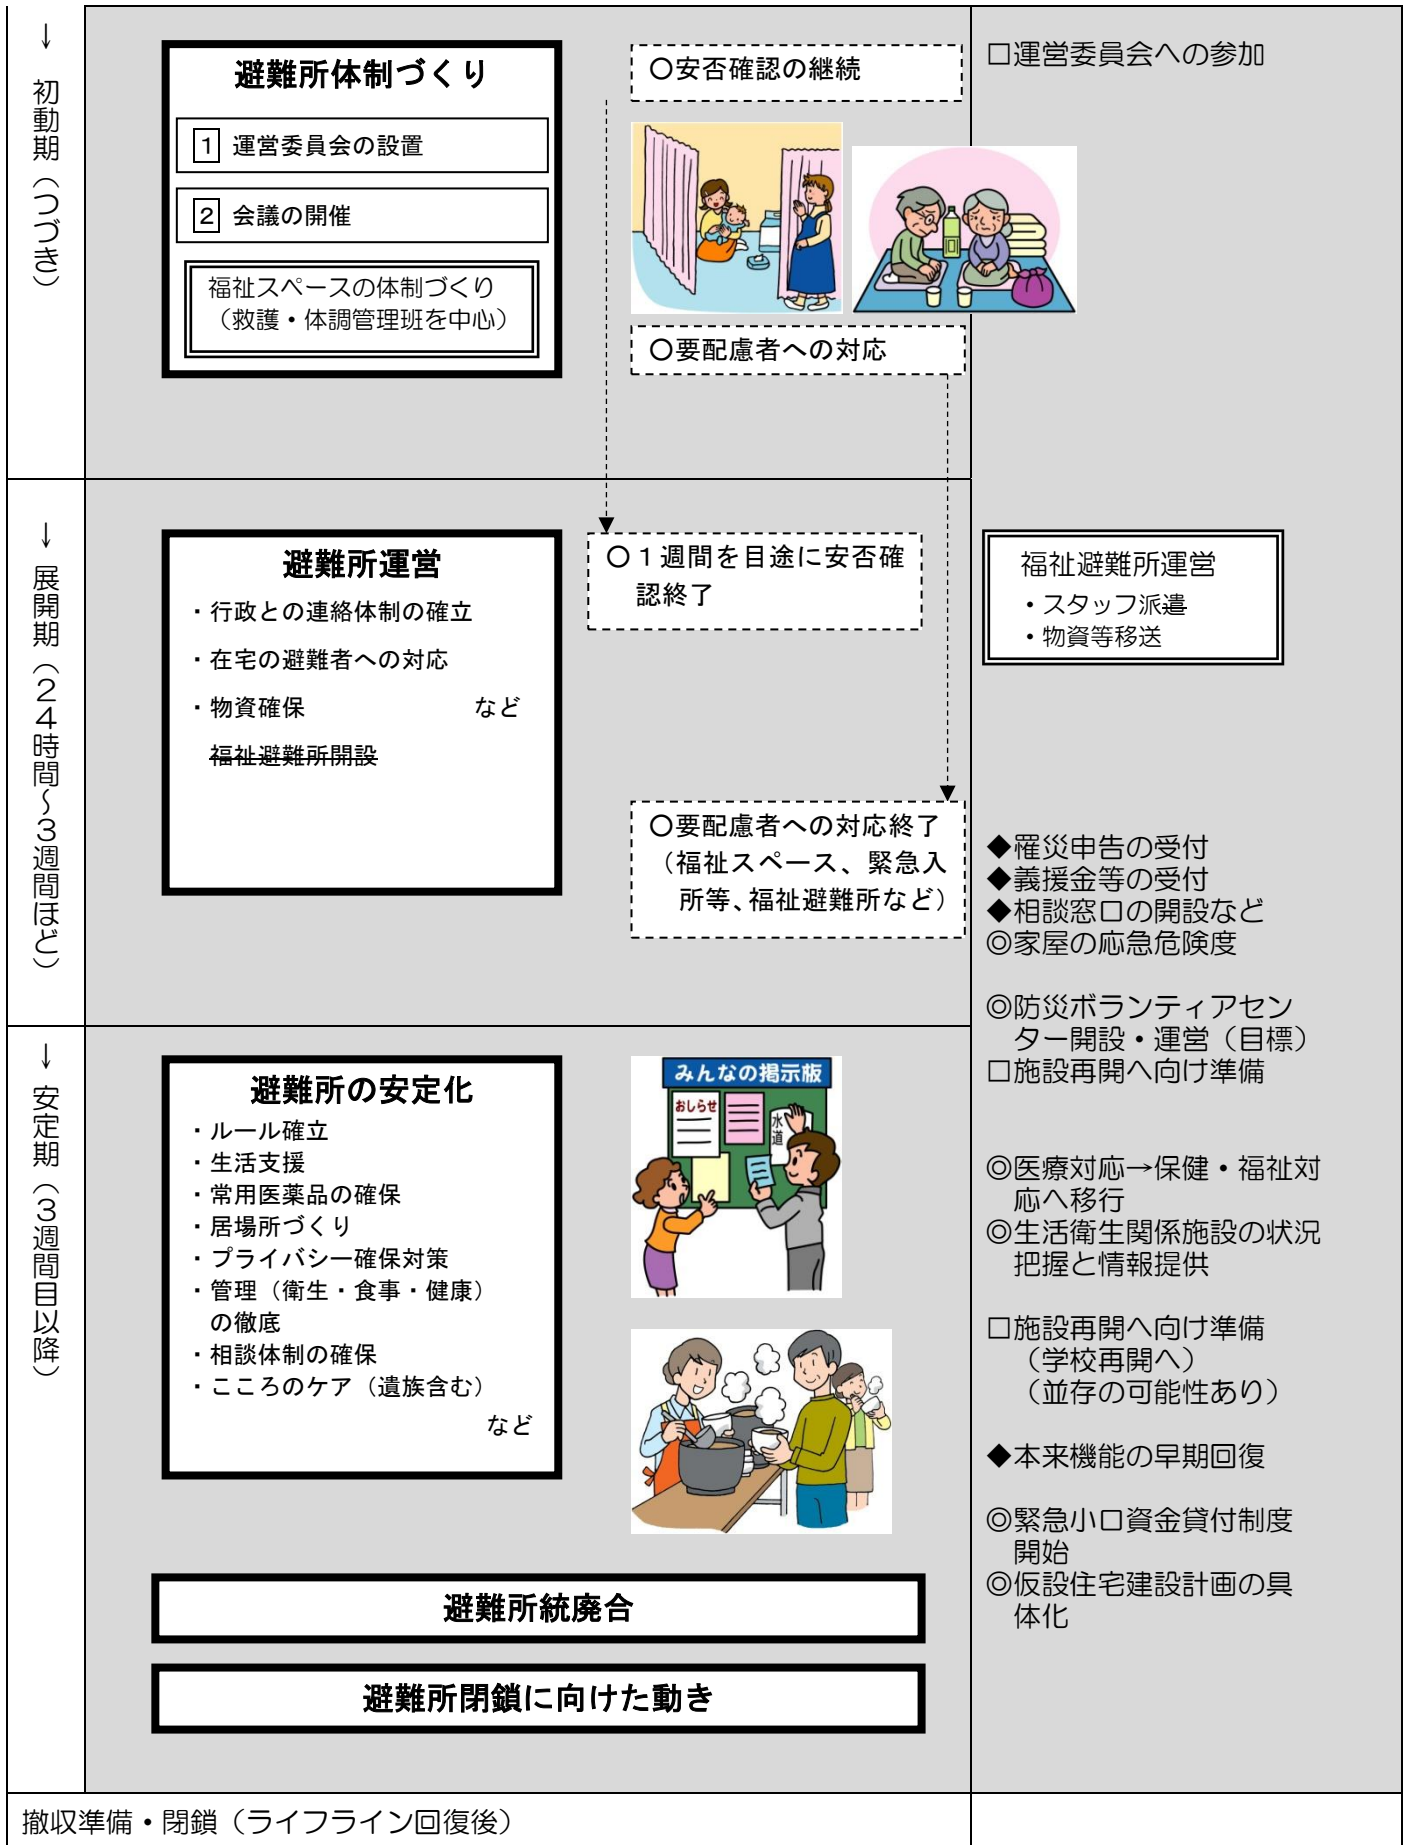 ↓ 初動期（つづき）
避難所体制づくり
1 運営委員会の設置
2 会議の開催
福祉スペースの体制づくり
（救護・体調管理班を中心）
○安否確認の継続
○要配慮者への対応
□運営委員会への参加
↓ 展開期（２４時間～３週間ほど）
避難所運営
・行政との連絡体制の確立
・在宅の避難者への対応
・物資確保 など
福祉避難所開設
○１週間を目途に安否確
認終了
○要配慮者への対応終了
（福祉スペース、緊急入
所等、福祉避難所など）
福祉避難所運営
・スタッフ派遣
・物資等移送
◆罹災申告の受付
◆義援金等の受付
◆相談窓口の開設など
◎家屋の応急危険度
◎防災ボランティアセン
ター開設・運営（目標）
□施設再開へ向け準備
↓ 安定期（３週間目以降）
避難所の安定化
・ルール確立
・生活支援
・常用医薬品の確保
・居場所づくり
・プライバシー確保対策
・管理（衛生・食事・健康）
の徹底
・相談体制の確保
・こころのケア（遺族含む）
など
みんなの掲示版
おしらせ
水道
◎医療対応→保健・福祉対
応へ移行
◎生活衛生関係施設の状況
把握と情報提供
□施設再開へ向け準備
（学校再開へ）
（並存の可能性あり）
◆本来機能の早期回復
◎緊急小口資金貸付制度
開始
◎仮設住宅建設計画の具
体化
避難所統廃合
避難所閉鎖に向けた動き
撤収準備・閉鎖（ライフライン回復後）